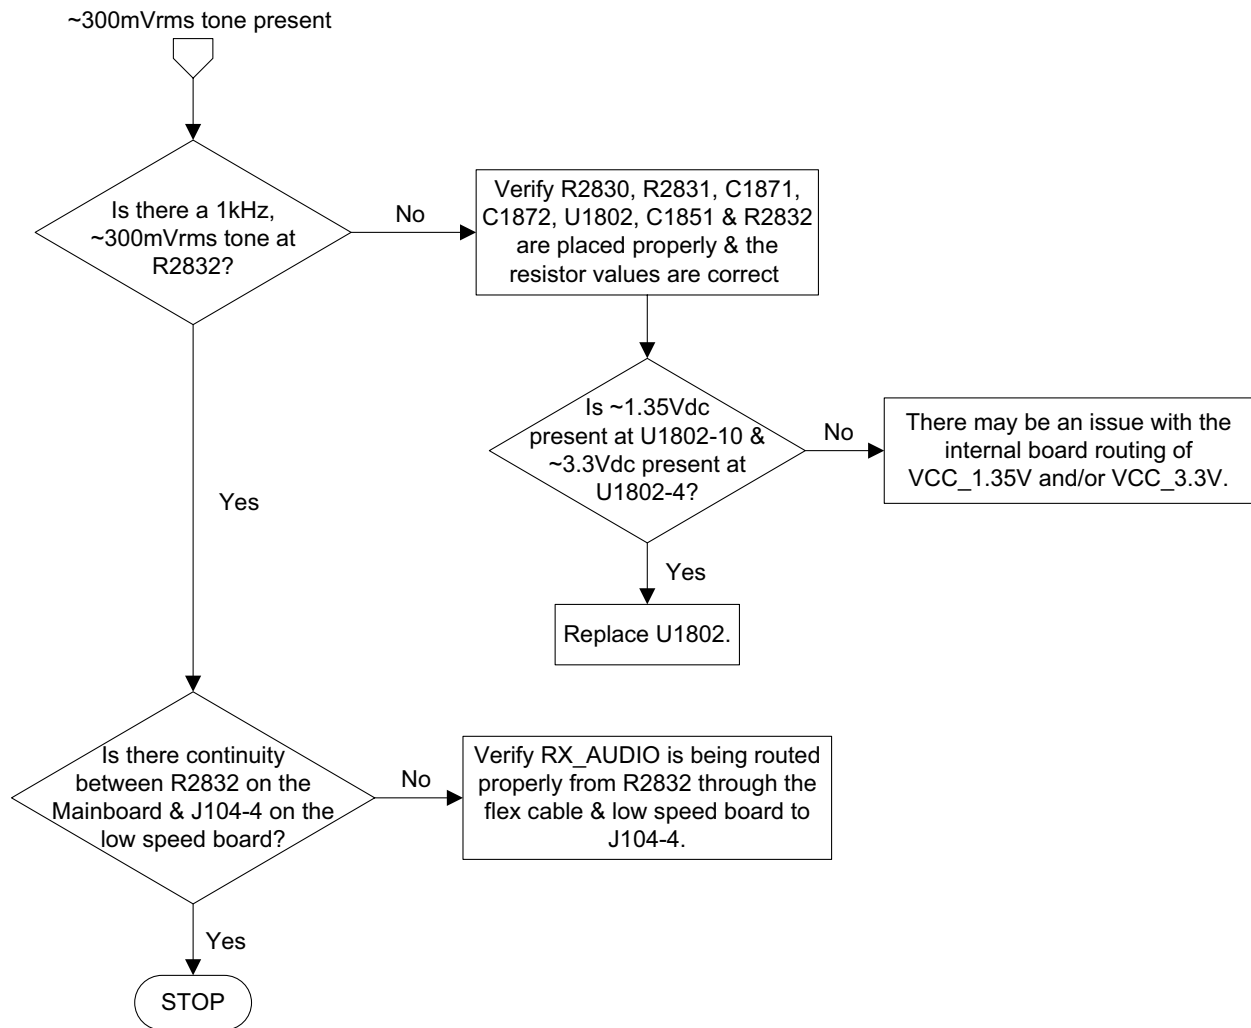 ~300mVrms tone present
Is there a 1kHz,
~300mVrms tone at
R2832?
No
Verify R2830, R2831, C1871,
C1872, U1802, C1851 & R2832
are placed properly & the
resistor values are correct
Is ~1.35Vdc
present at U1802-10 &
~3.3Vdc present at
U1802-4?
No
There may be an issue with the
internal board routing of
VCC_1.35V and/or VCC_3.3V.
Yes
Yes
Replace U1802.
Is there continuity
between R2832 on the
Mainboard & J104-4 on the
low speed board?
No
Verify RX_AUDIO is being routed
properly from R2832 through the
flex cable & low speed board to
J104-4.
Yes
STOP